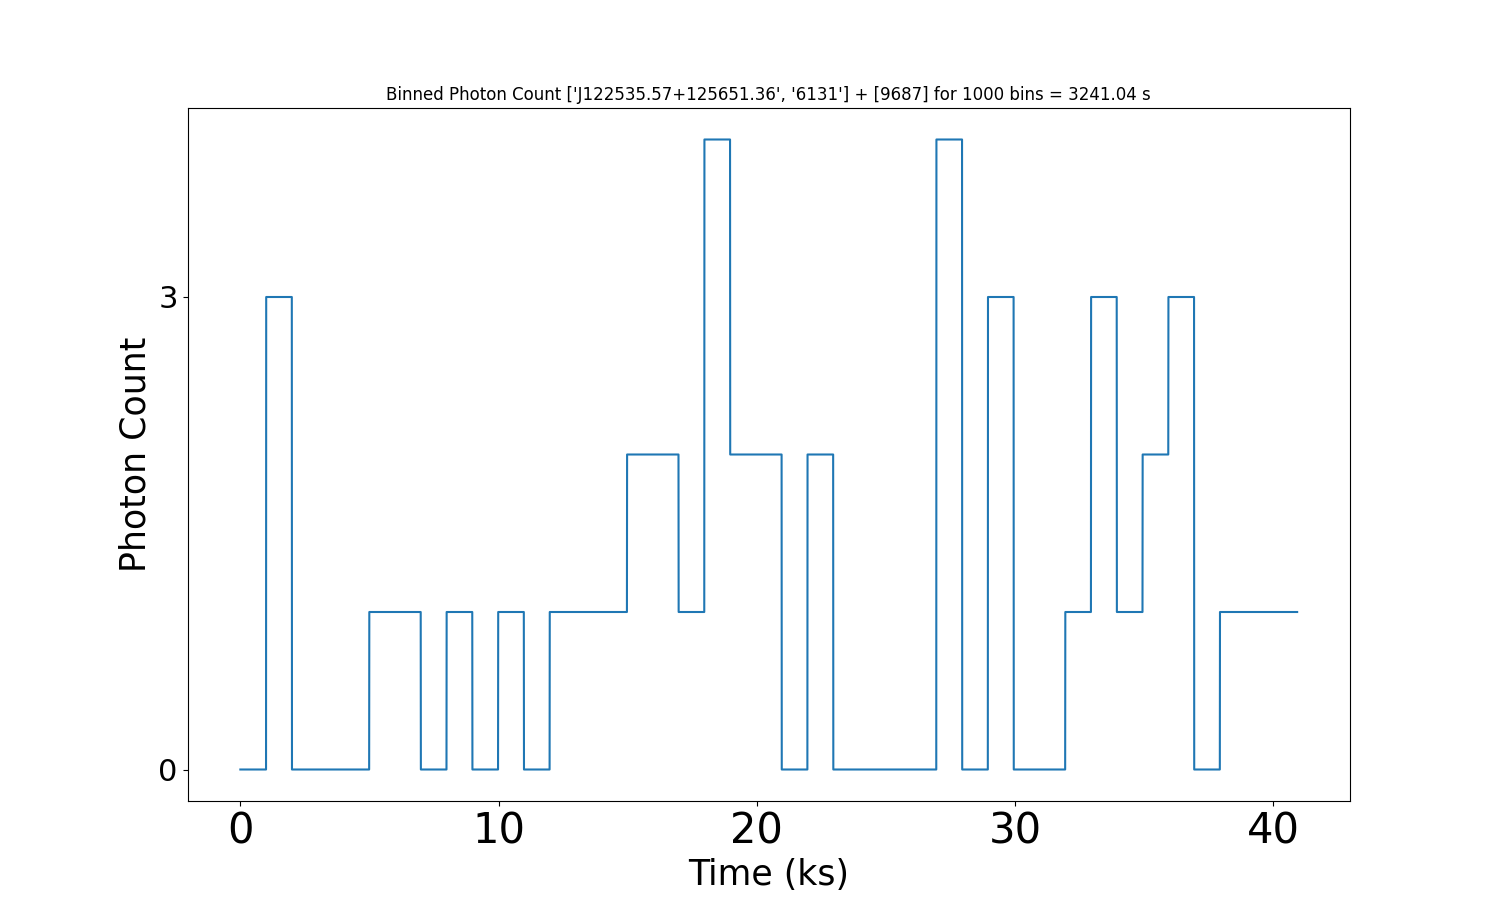 Binned Photon Count ['J122535.57+125651.36', '6131'] + [9687] for 1000 bins = 3241.04 s
3
Photon Count
0
0 10 20 30 40
Time (ks)